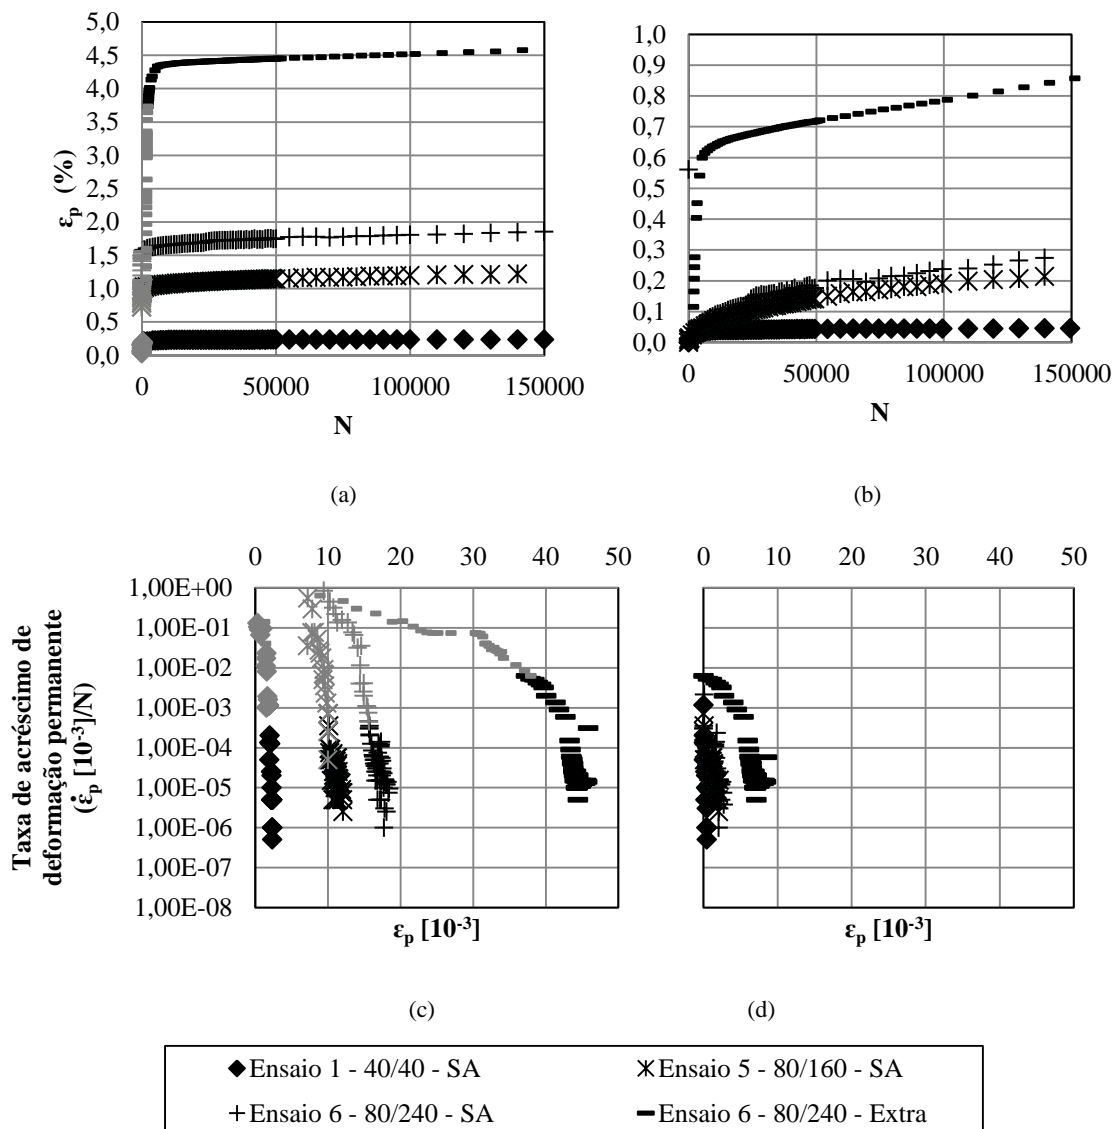 5,0
4,5
4,0
3,5
3,0
2,5
2,0
1,5
1,0
0,5
0,0
εp (%)
0 50000 100000 150000
N
(a)
1,0
0,9
0,8
0,7
0,6
0,5
0,4
0,3
0,2
0,1
0,0
0 50000 100000 150000
N
(b)
0 10 20 30 40 50
1,00E+00
1,00E-01
1,00E-02
1,00E-03
1,00E-04
1,00E-05
1,00E-06
1,00E-07
1,00E-08
Taxa de acréscimo de
deformação permanente
(ε̇p [10-3]/N)
εp [10-3]
(c)
0 10 20 30 40 50
εp [10-3]
(d)
Ensaio 1 - 40/40 - SA
Ensaio 5 - 80/160 - SA
Ensaio 6 - 80/240 - SA
Ensaio 6 - 80/240 - Extra